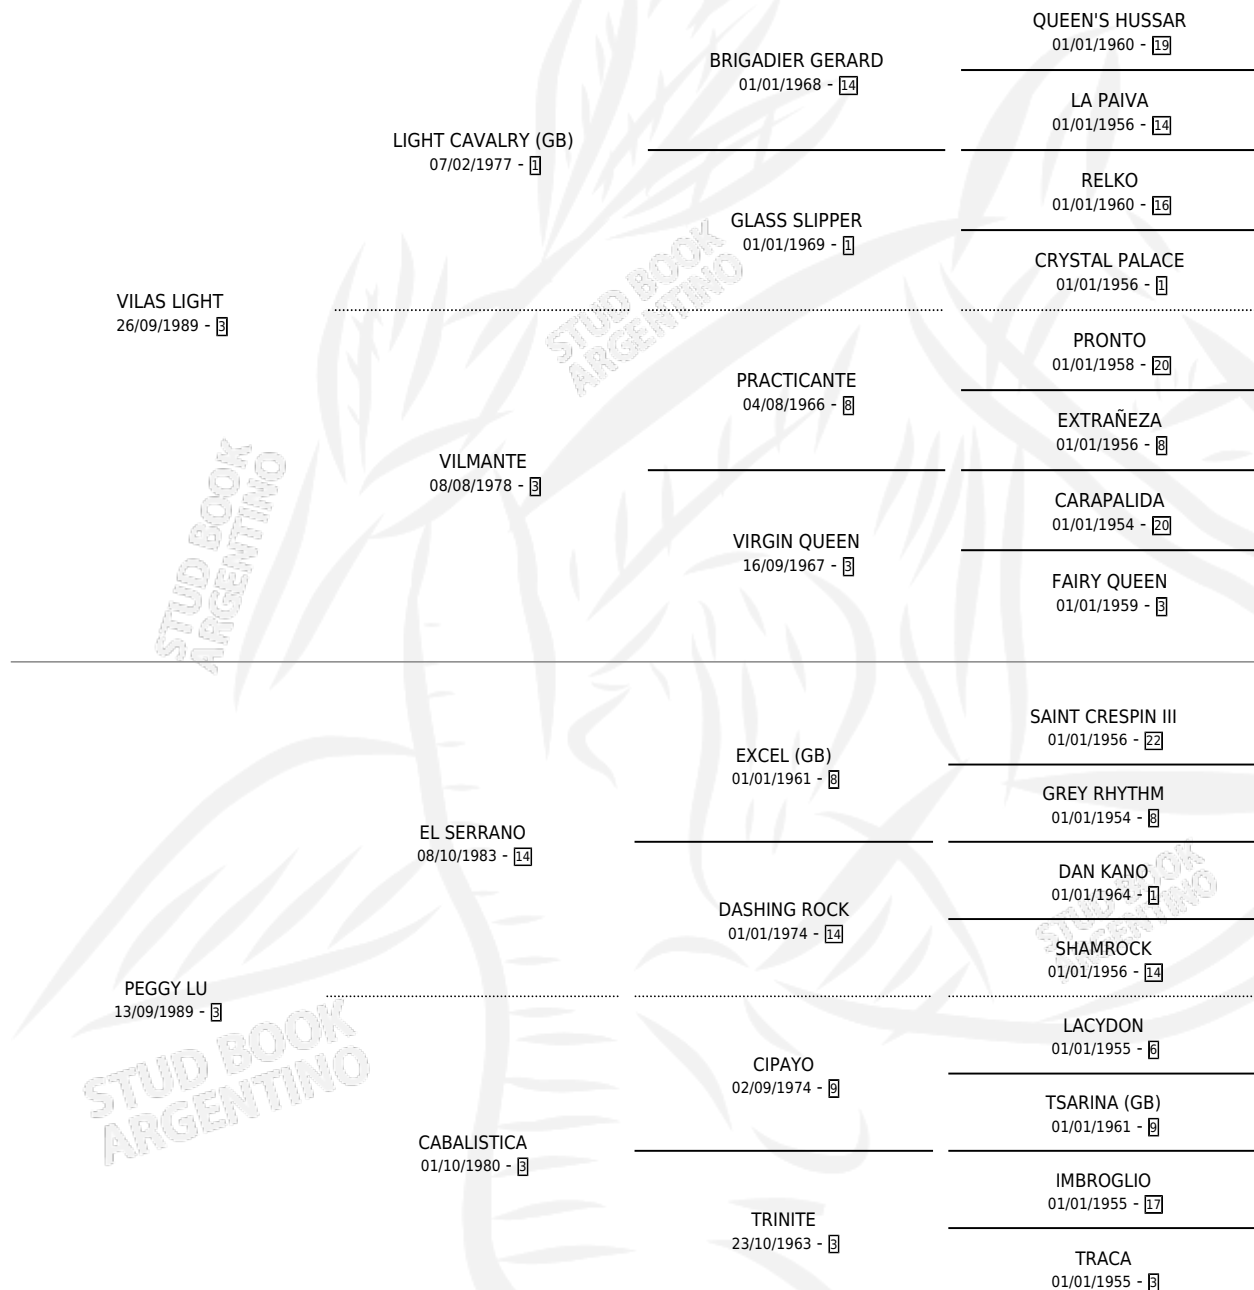 QUEEN'S HUSSAR
01/01/1960 - 19
BRIGADIER GERARD
01/01/1968 - 14
LA PAIVA
01/01/1956 - 14
LIGHT CAVALRY (GB)
07/02/1977 - 1
RELKO
01/01/1960 - 16
GLASS SLIPPER
01/01/1969 - 1
CRYSTAL PALACE
01/01/1956 - 1
VILAS LIGHT
26/09/1989 - 3
PRONTO
01/01/1958 - 20
PRACTICANTE
04/08/1966 - 8
EXTRAÑEZA
01/01/1956 - 8
VILMANTE
08/08/1978 - 3
CARAPALIDA
01/01/1954 - 20
VIRGIN QUEEN
16/09/1967 - 3
FAIRY QUEEN
01/01/1959 - 3
SAINT CRESPIN III
01/01/1956 - 22
EXCEL (GB)
01/01/1961 - 8
GREY RHYTHM
01/01/1954 - 8
EL SERRANO
08/10/1983 - 14
DAN KANO
01/01/1964 - 1
DASHING ROCK
01/01/1974 - 14
SHAMROCK
01/01/1956 - 14
PEGGY LU
13/09/1989 - 3
LACYDON
01/01/1955 - 6
CIPAYO
02/09/1974 - 9
TSARINA (GB)
01/01/1961 - 9
CABALISTICA
01/10/1980 - 3
IMBROGLIO
01/01/1955 - 17
TRINITE
23/10/1963 - 3
TRACA
01/01/1955 - 3
STUD BOOK
ARGENTINO
STUD BOOK
ARGENTINO
STUD BOOK
ARGENTINO
STUD BOOK
ARGENTINO